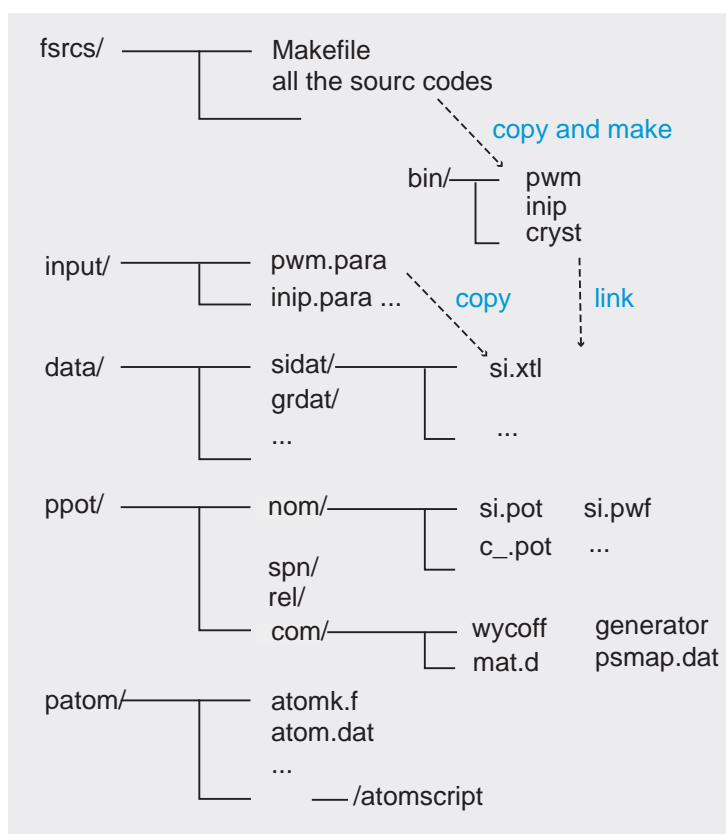 fsrcs/ Makefile
all the sourc codes
copy and make
bin/ pwm
inip
cryst
input/ pwm.para
inip.para ... copy link
data/ sidat/ si.xtl
grdat/
... ...
ppot/ nom/ si.pot si.pwf
c_.pot ...
spn/
rel/
com/ wycoff generator
mat.d psmap.dat
patom/ atomk.f
atom.dat
...
/atomscript